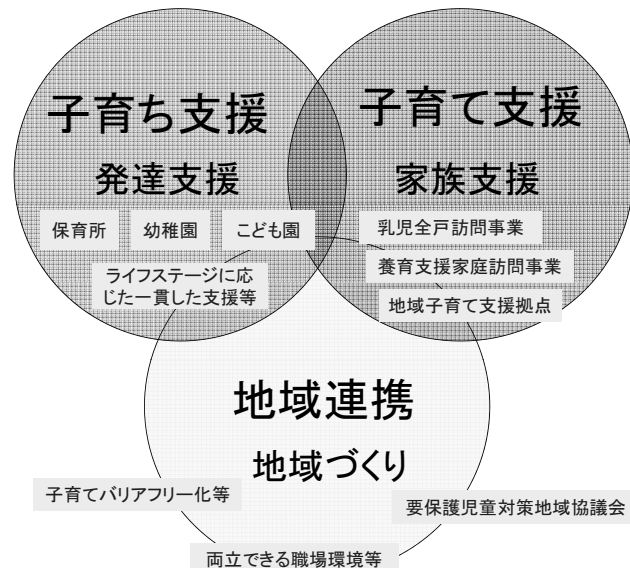 子育ち支援
発達支援
保育所
幼稚園
こども園
ライフステージに応
じた一貫した支援等
子育て支援
家族支援
乳児全戸訪問事業
養育支援家庭訪問事業
地域子育て支援拠点
地域連携
地域づくり
子育てバリアフリー化等
要保護児童対策地域協議会
両立できる職場環境等